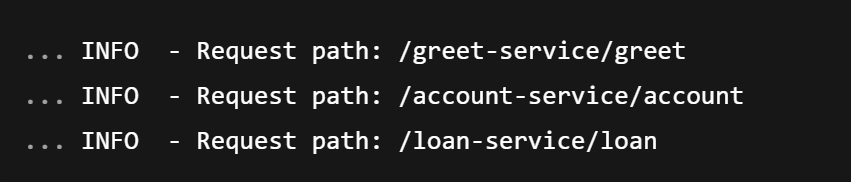 ... INFO  - Request path: /greet-service/greet
... INFO  - Request path: /account-service/account
... INFO  - Request path: /loan-service/loan